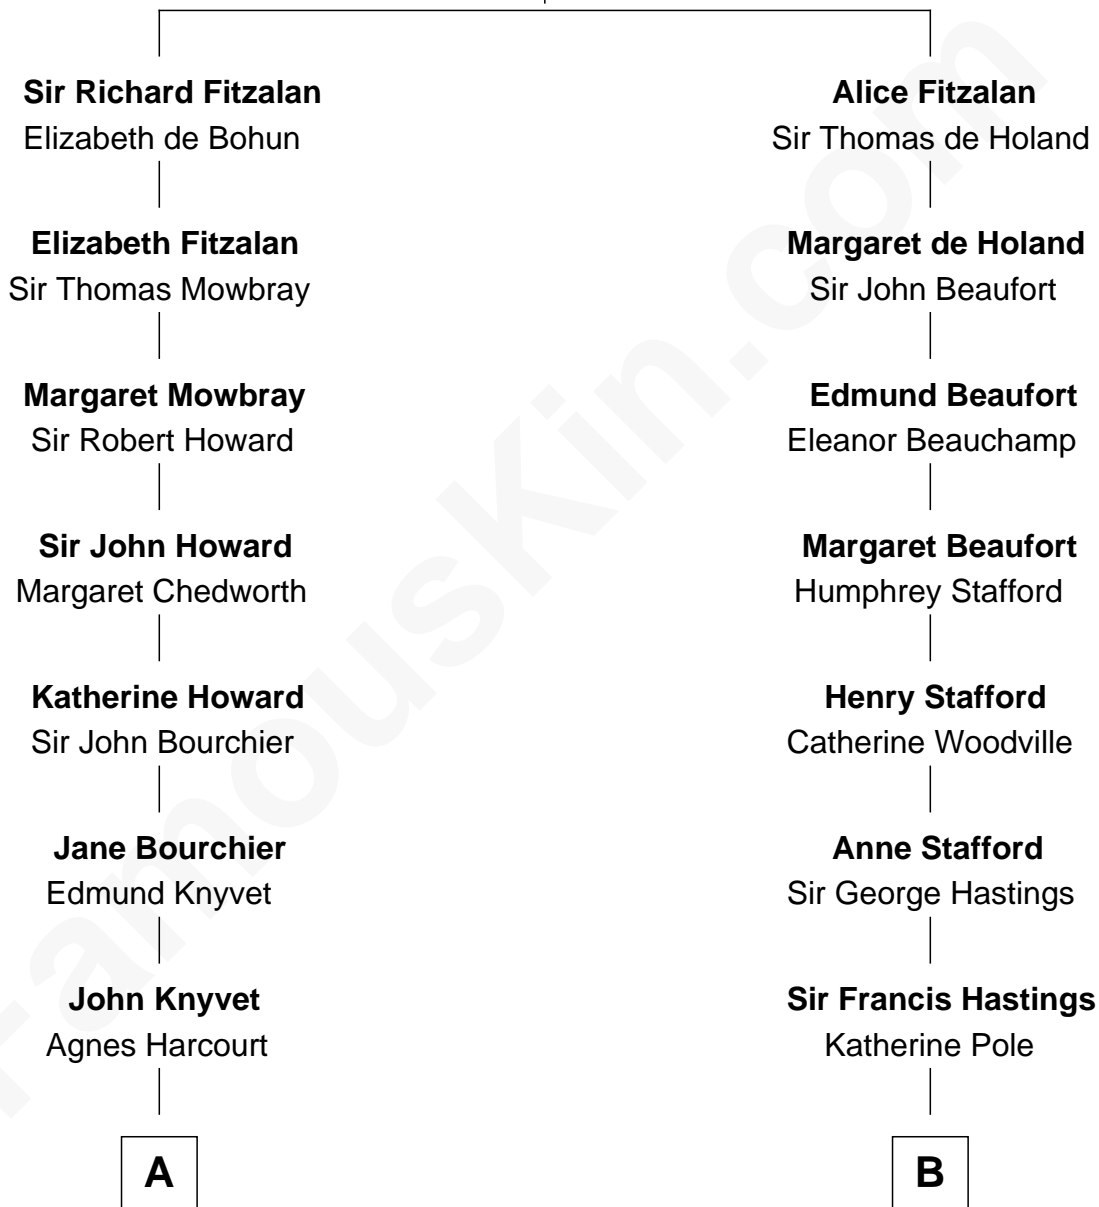 Sir Richard Fitzalan
Elizabeth de Bohun
Elizabeth Fitzalan
Sir Thomas Mowbray
Margaret Mowbray
Sir Robert Howard
Sir John Howard
Margaret Chedworth
Katherine Howard
Sir John Bourchier
Jane Bourchier
Edmund Knyvet
John Knyvet
Agnes Harcourt
A
Alice Fitzalan
Sir Thomas de Holand
Margaret de Holand
Sir John Beaufort
Edmund Beaufort
Eleanor Beauchamp
Margaret Beaufort
Humphrey Stafford
Henry Stafford
Catherine Woodville
Anne Stafford
Sir George Hastings
Sir Francis Hastings
Katherine Pole
B
FamousKin.com